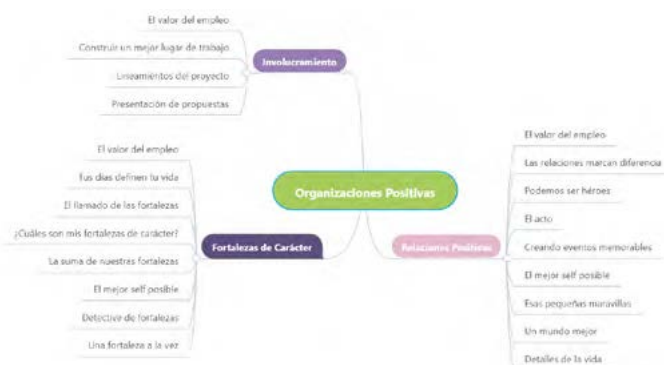 El valor del empleo
Construir un mejor lugar de trabajo
Lineamientos del proyecto
Presentación de propuestas
Involucramiento
Organizaciones Positivas
El valor del empleo
Tus días definen tu vida
El llamado de las fortalezas
¿Cuáles son mis fortalezas de carácter?
La suma de nuestras fortalezas
El mejor self posible
Detective de fortalezas
Una fortaleza a la vez
Fortalezas de Carácter
Relaciones Positivas
El valor del empleo
Las relaciones marcan diferencia
Podemos ser héroes
El acto
Creando eventos memorables
El mejor self posible
Esas pequeñas maravillas
Un mundo mejor
Detalles de la vida